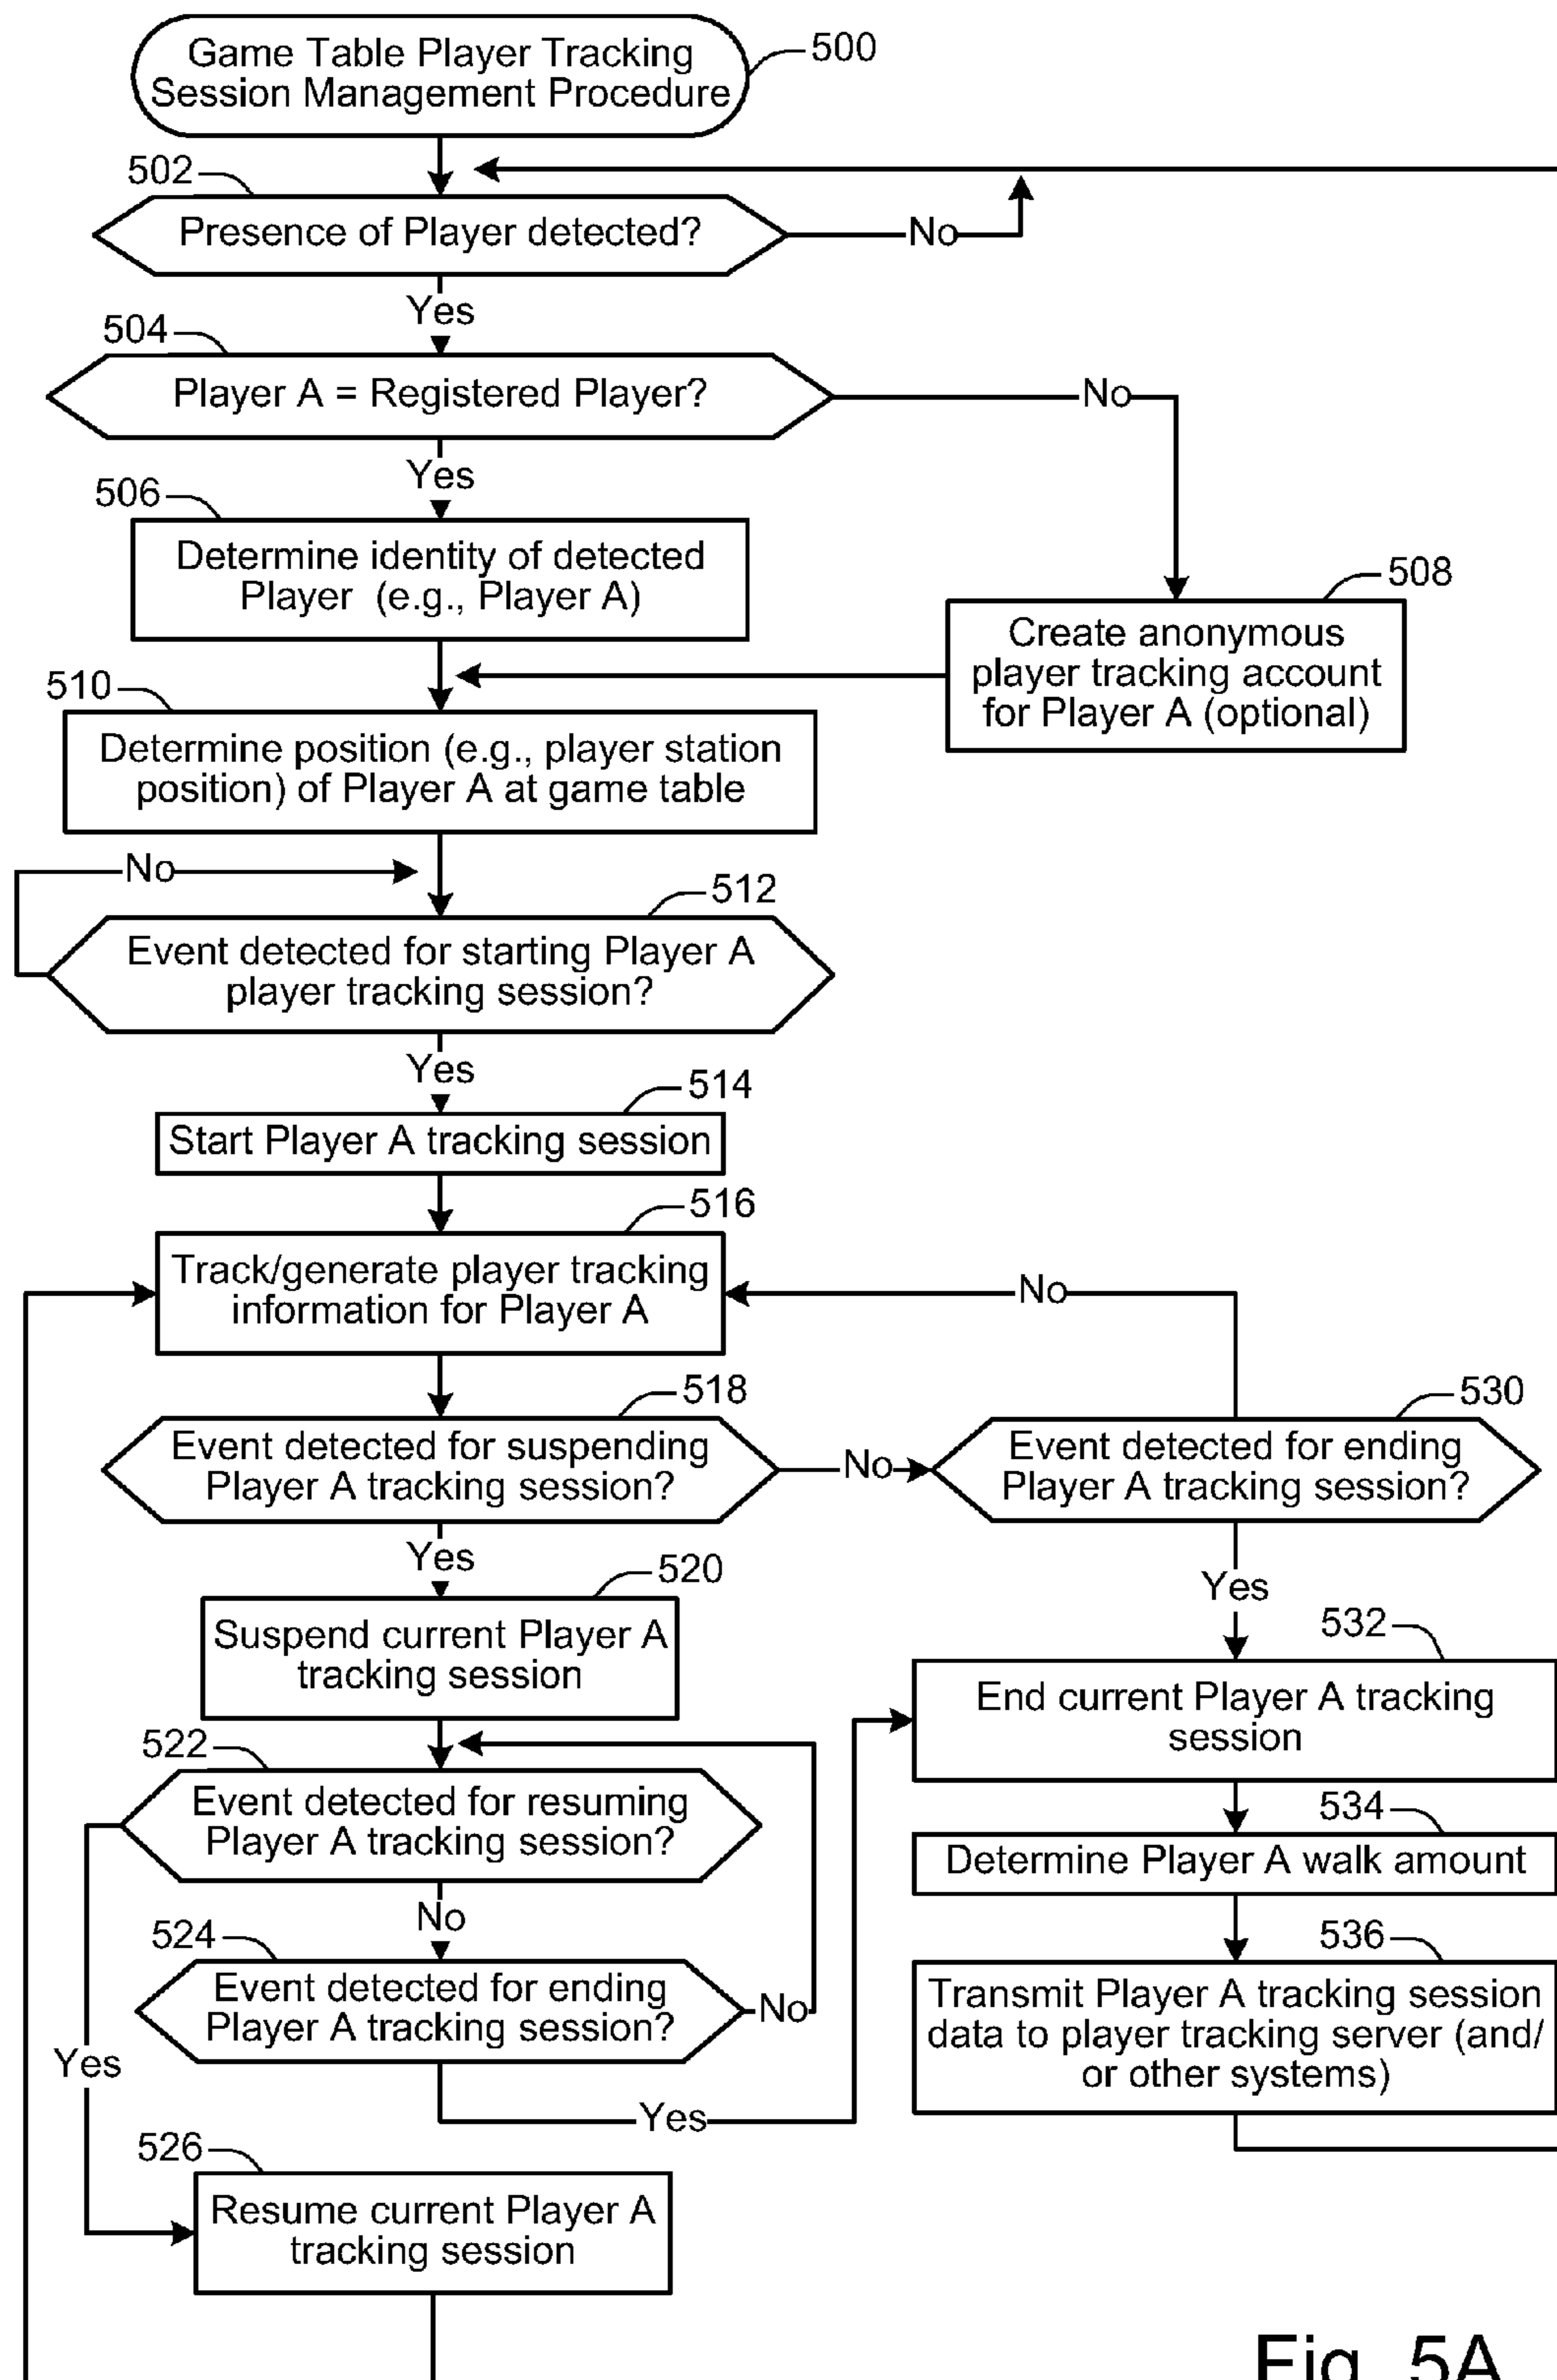 Game Table Player Tracking
Session Management Procedure
500
502
Presence of Player detected?
No
Yes
504
Player A = Registered Player?
No
Yes
506
Determine identity of detected
Player (e.g., Player A)
508
Create anonymous
player tracking account
for Player A (optional)
510
Determine position (e.g., player station
position) of Player A at game table
No
512
Event detected for starting Player A
player tracking session?
Yes
514
Start Player A tracking session
516
Track/generate player tracking
information for Player A
No
518
Event detected for suspending
Player A tracking session?
No
530
Event detected for ending
Player A tracking session?
Yes
520
Suspend current Player A
tracking session
Yes
532
End current Player A tracking
session
522
Event detected for resuming
Player A tracking session?
534
Determine Player A walk amount
No
524
Event detected for ending
Player A tracking session?
No
536
Transmit Player A tracking session
data to player tracking server (and/
or other systems)
Yes
Yes
526
Resume current Player A
tracking session
Fig. 5A